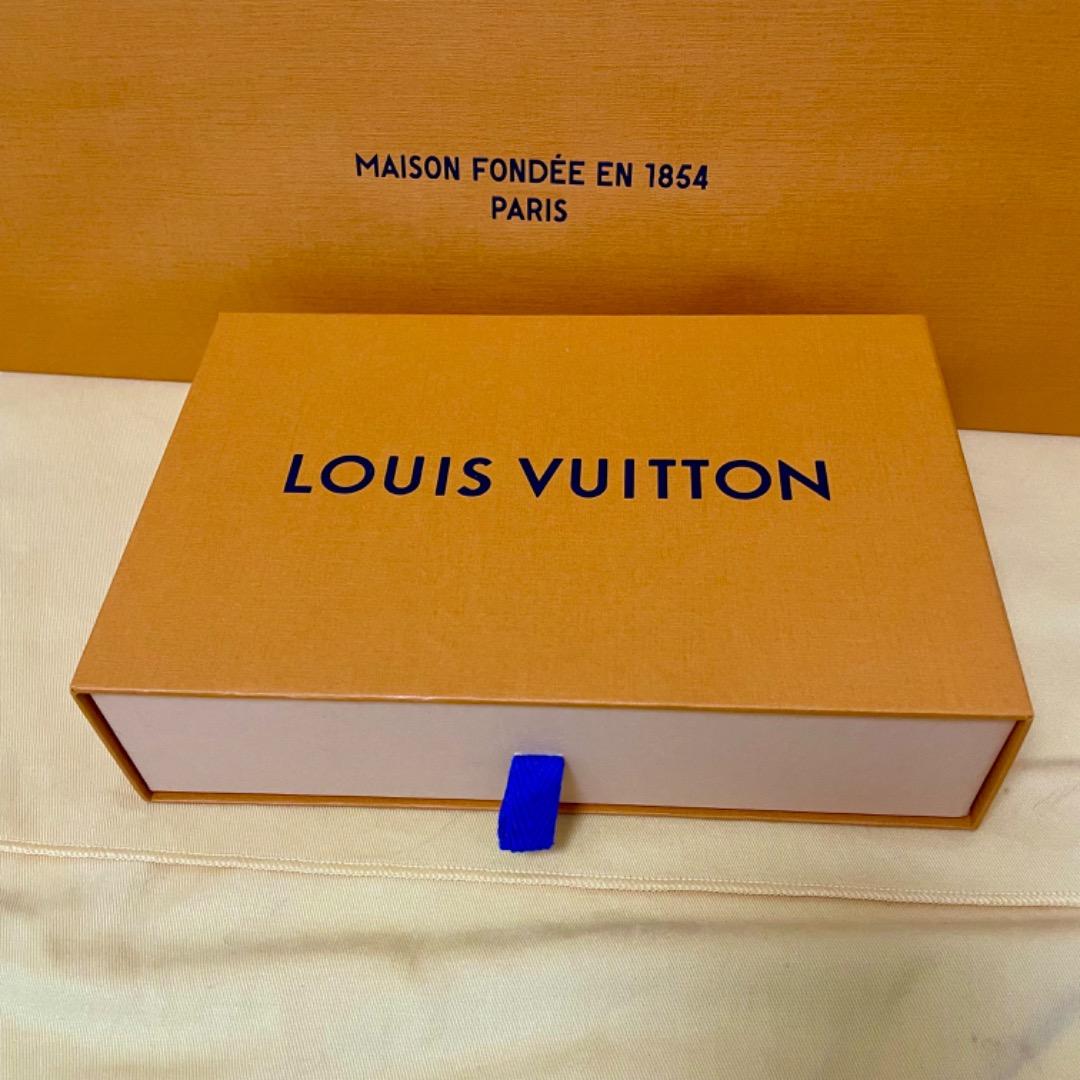 MAISON FONDÉE EN 1854
PARIS
LOUIS VUITTON